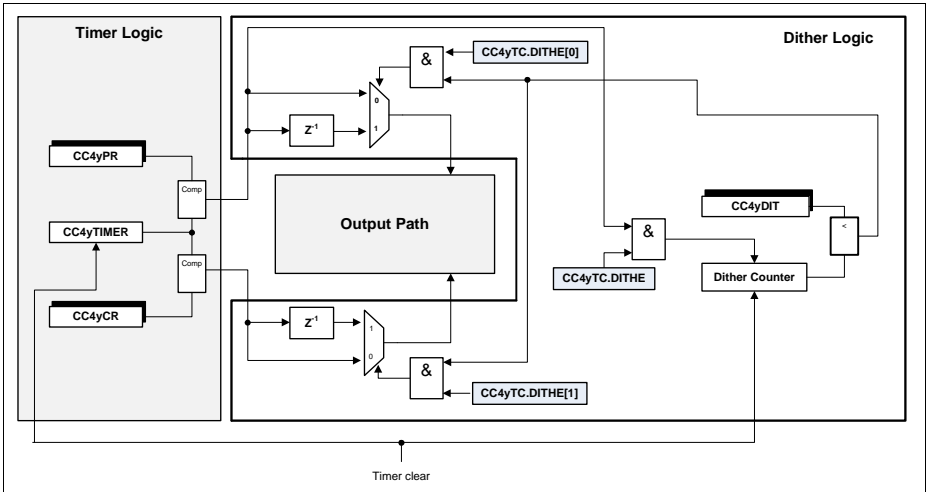 Timer Logic
Dither Logic
CC4yTC.DITHE[0]
&
0
1
Z-1
CC4yPR
Comp
CC4yDIT
<
Output Path
CC4yTIMER
&
Comp
CC4yTC.DITHE
Dither Counter
CC4yCR
Z-1
1
0
&
CC4yTC.DITHE[1]
Timer clear